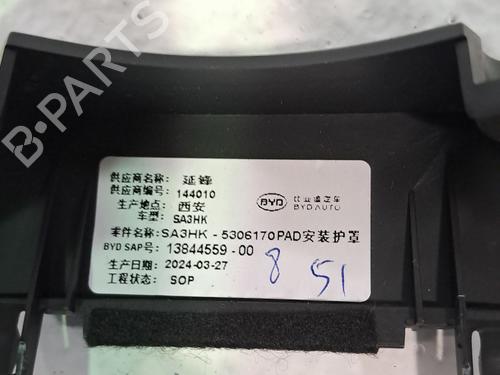 B-PARTS
供应商名称: 延锋
供应商编号: 144010
生产地点: 西安
车型: SA3HK
BYD 比亚迪汽车
BYD AUTO
零件名称: SA3HK-5306170PAD安装护罩
BYD SAP号: 13844559-00
生产日期: 2024-03-27
工程状态: SOP
8 51